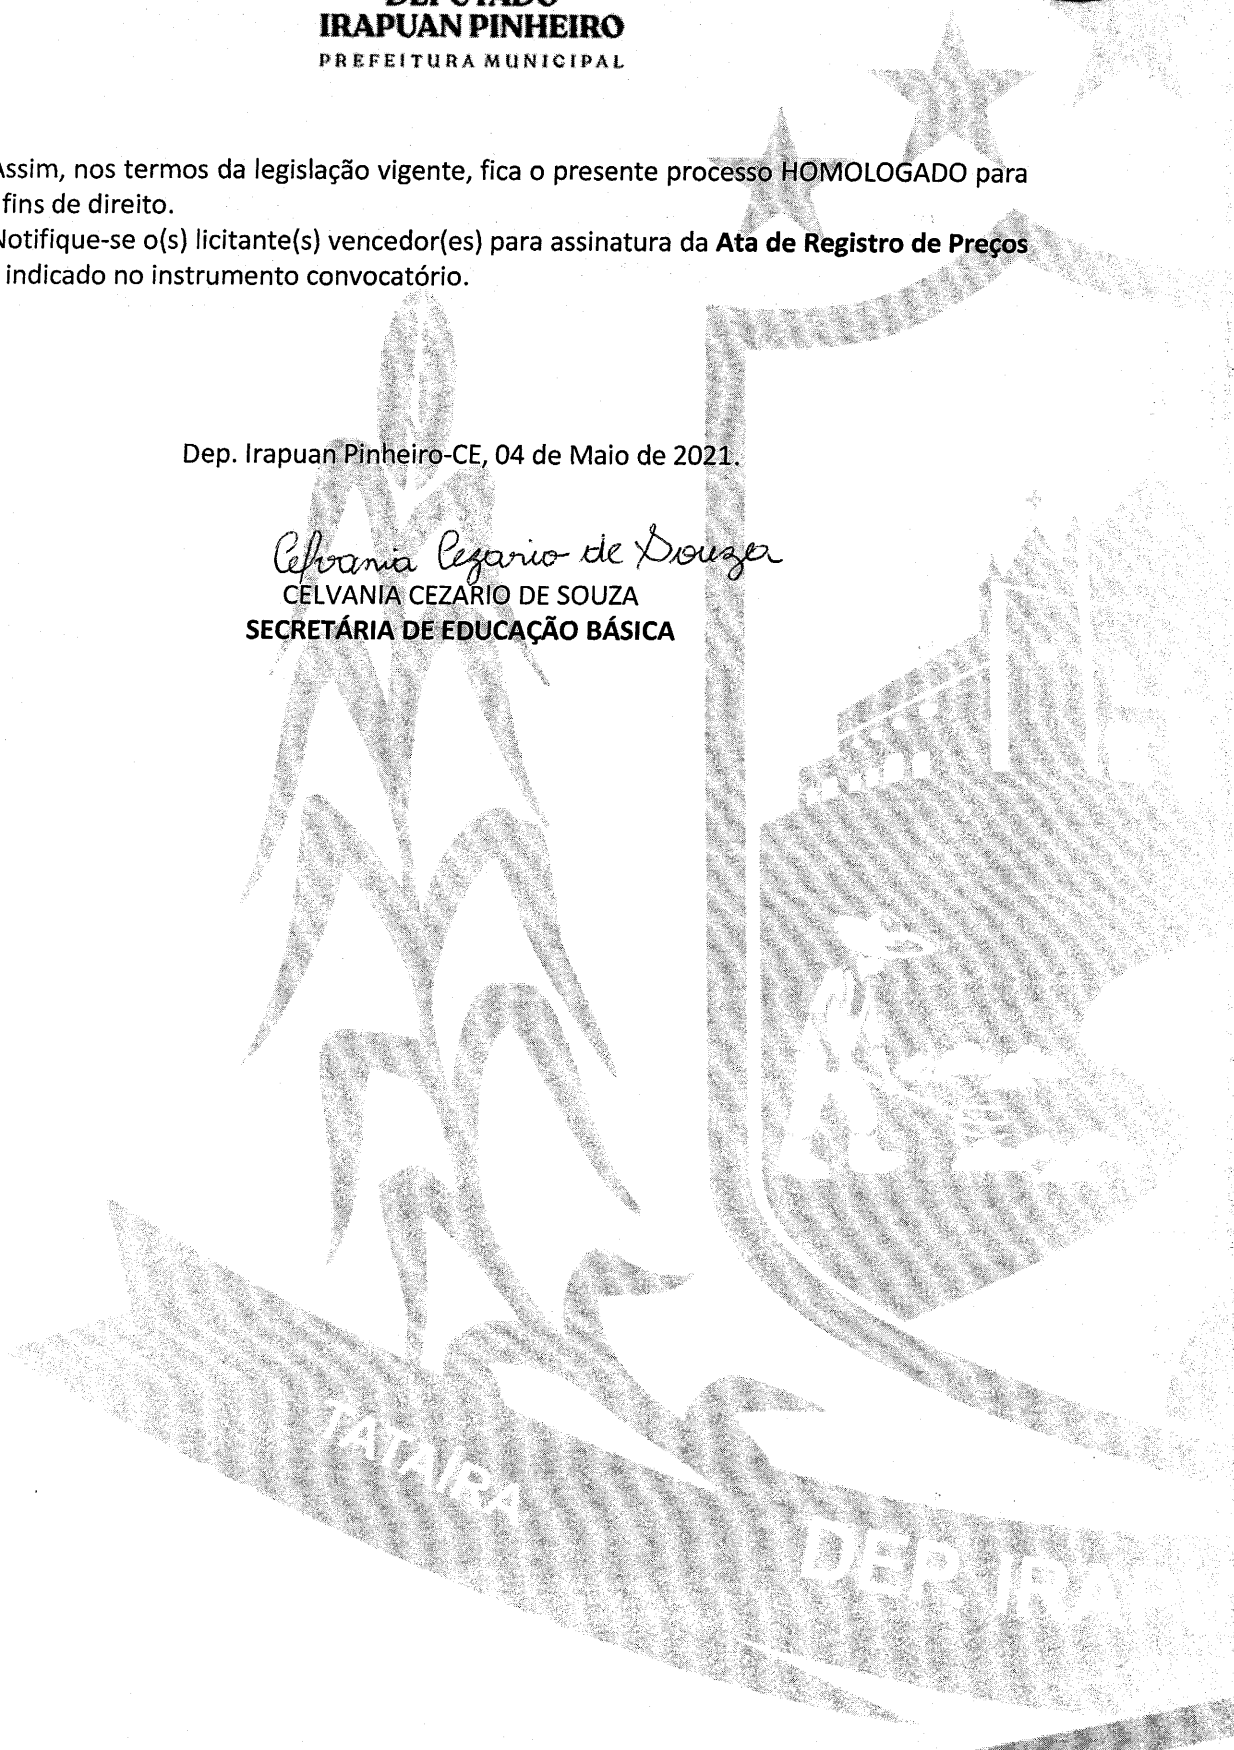 DEPUTADO
IRAPUAN PINHEIRO
PREFEITURA MUNICIPAL
Assim, nos termos da legislação vigente, fica o presente processo HOMOLOGADO para
fins de direito.
Notifique-se o(s) licitante(s) vencedor(es) para assinatura da Ata de Registro de Preços
indicado no instrumento convocatório.
Dep. Irapuan Pinheiro-CE, 04 de Maio de 2021.
Celvania Cezario de Souza
CELVANIA CEZARIO DE SOUZA
SECRETÁRIA DE EDUCAÇÃO BÁSICA
TATAIRA
DEP. IRAPU